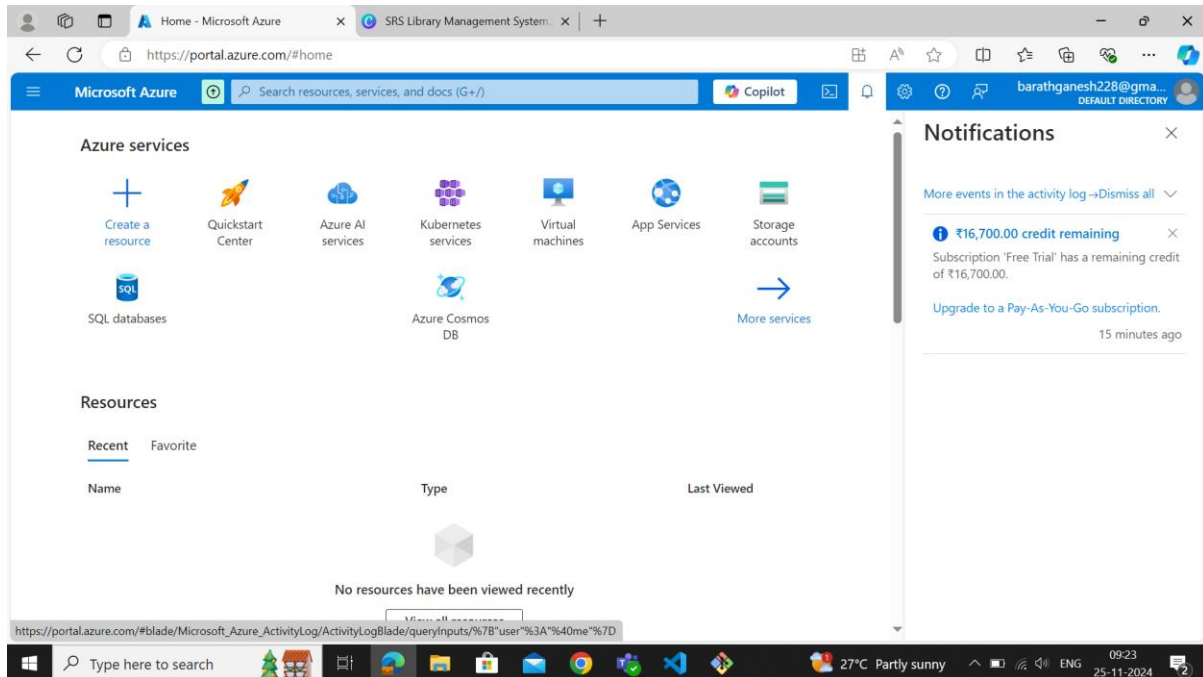 Home - Microsoft Azure
SRS Library Management System
https://portal.azure.com/#home
Microsoft Azure
Search resources, services, and docs (G+/)
Copilot
barathganesh228@gma...
DEFAULT DIRECTORY
Azure services
Create a
resource
Quickstart
Center
Azure AI
services
Kubernetes
services
Virtual
machines
App Services
Storage
accounts
SQL
SQL databases
Azure Cosmos
DB
More services
Resources
Recent Favorite
Name Type Last Viewed
No resources have been viewed recently
https://portal.azure.com/#blade/Microsoft_Azure_ActivityLog/ActivityLogBlade/queryInputs/%7B"user"%3A"%40me"%7D
Notifications
More events in the activity log → Dismiss all
₹16,700.00 credit remaining
Subscription 'Free Trial' has a remaining credit
of ₹16,700.00.
Upgrade to a Pay-As-You-Go subscription.
15 minutes ago
Type here to search
27°C Partly sunny
ENG
09:23
25-11-2024
2